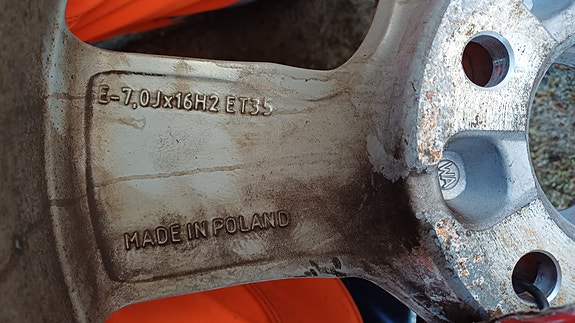 E-7,0Jx16H2 ET35
MADE IN POLAND